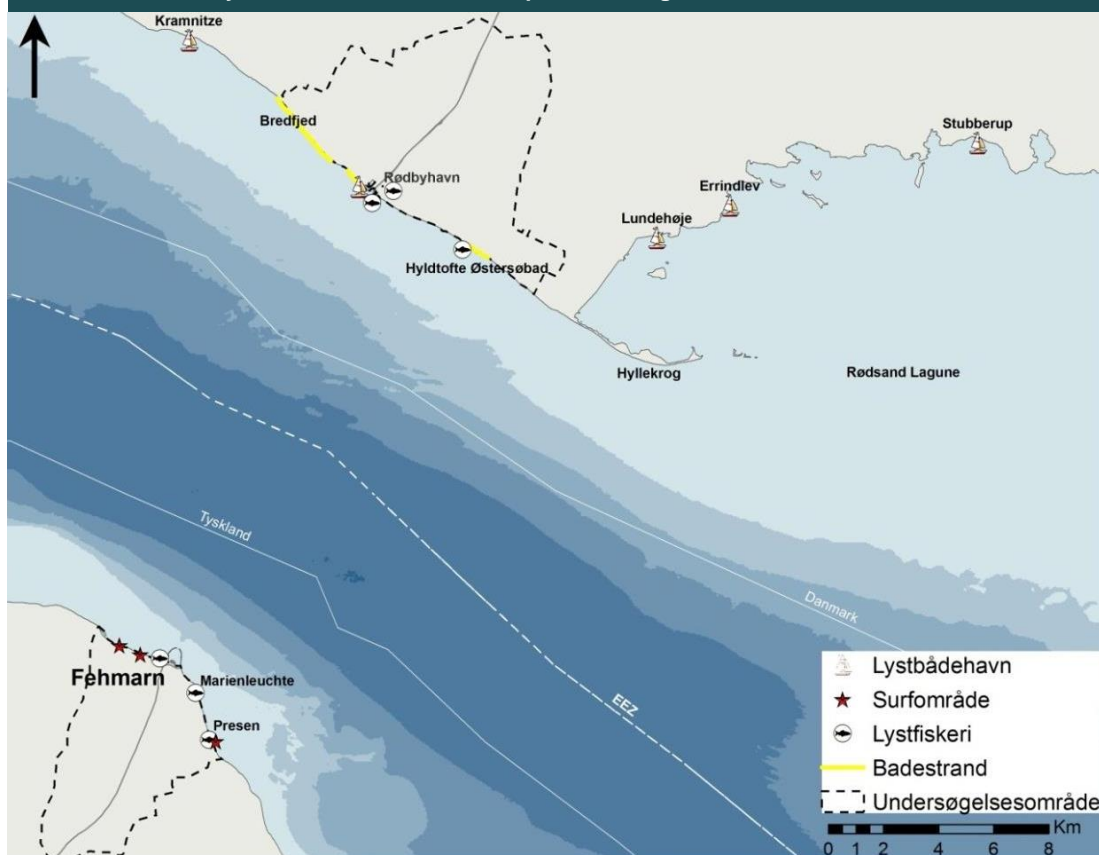 Kramnitze
Bredfjed
Stubberup
Rødbyhavn
Errindlev
Lundehøje
Hyldtofte Østersøbad
Hyllekrog
Rødsand Lagune
Tyskland
Danmark
EEZ
Fehmarn
Marienleuchte
Presen
Lystbådehavn
Surfområde
Lystfiskeri
Badestrand
Undersøgelsesområde
Km
0 1 2 4 6 8